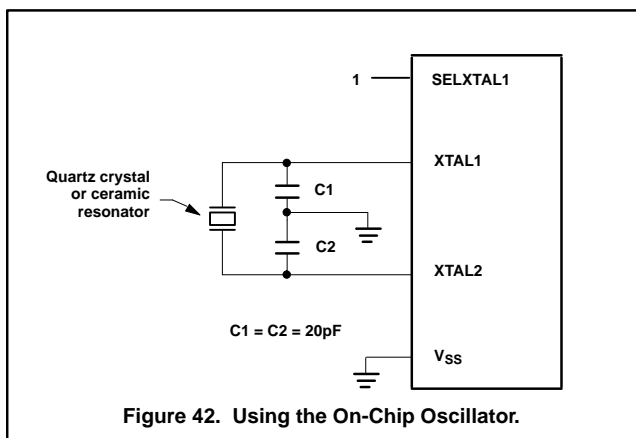 1 SELXTAL1
XTAL1
Quartz crystal
or ceramic
resonator
C1
C2
XTAL2
C1 = C2 = 20pF
VSS
Figure 42. Using the On-Chip Oscillator.